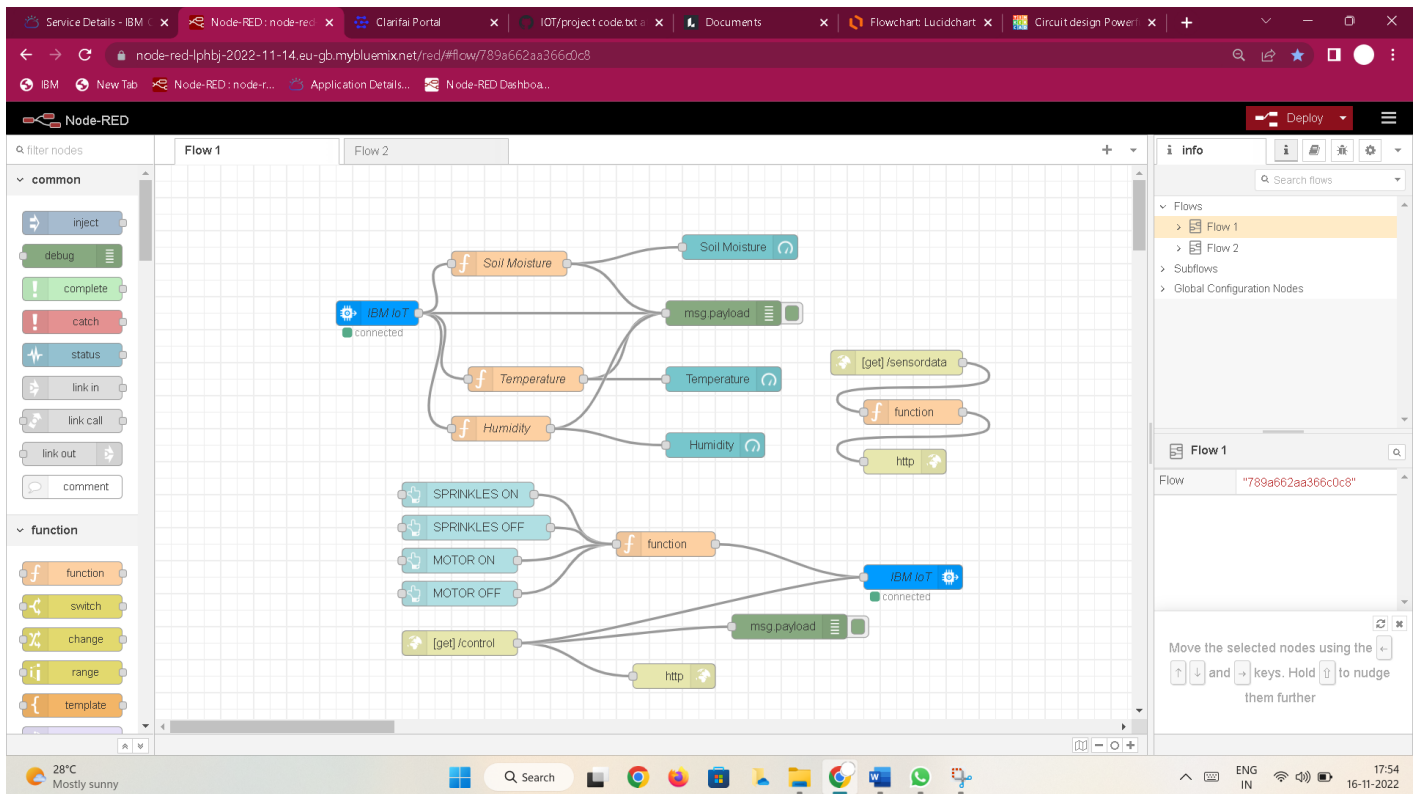 Service Details - IBM C
Node-RED : node-red
Clarifai Portal
IOT/project code.txt a
Documents
Flowchart: Lucidchart
Circuit design Powerf
node-red-lphbj-2022-11-14.eu-gb.mybluemix.net/red/#flow/789a662aa366c0c8
IBM
New Tab
Node-RED : node-r...
Application Details...
Node-RED Dashboa...
Node-RED
Deploy
filter nodes
Flow 1
Flow 2
i info
i
common
Search flows
inject
debug
complete
catch
status
link in
link call
link out
comment
function
function
switch
change
range
template
Soil Moisture
Soil Moisture
IBM IoT
connected
msg.payload
Temperature
Temperature
Humidity
Humidity
[get] /sensordata
function
http
SPRINKLES ON
SPRINKLES OFF
MOTOR ON
MOTOR OFF
function
IBM IoT
connected
[get] /control
msg.payload
http
Flows
Flow 1
Flow 2
Subflows
Global Configuration Nodes
Flow 1
Flow "789a662aa366c0c8"
Move the selected nodes using the ←
↑ ↓ and → keys. Hold ⇧ to nudge
them further
28°C
Mostly sunny
Search
ENG
IN
17:54
16-11-2022